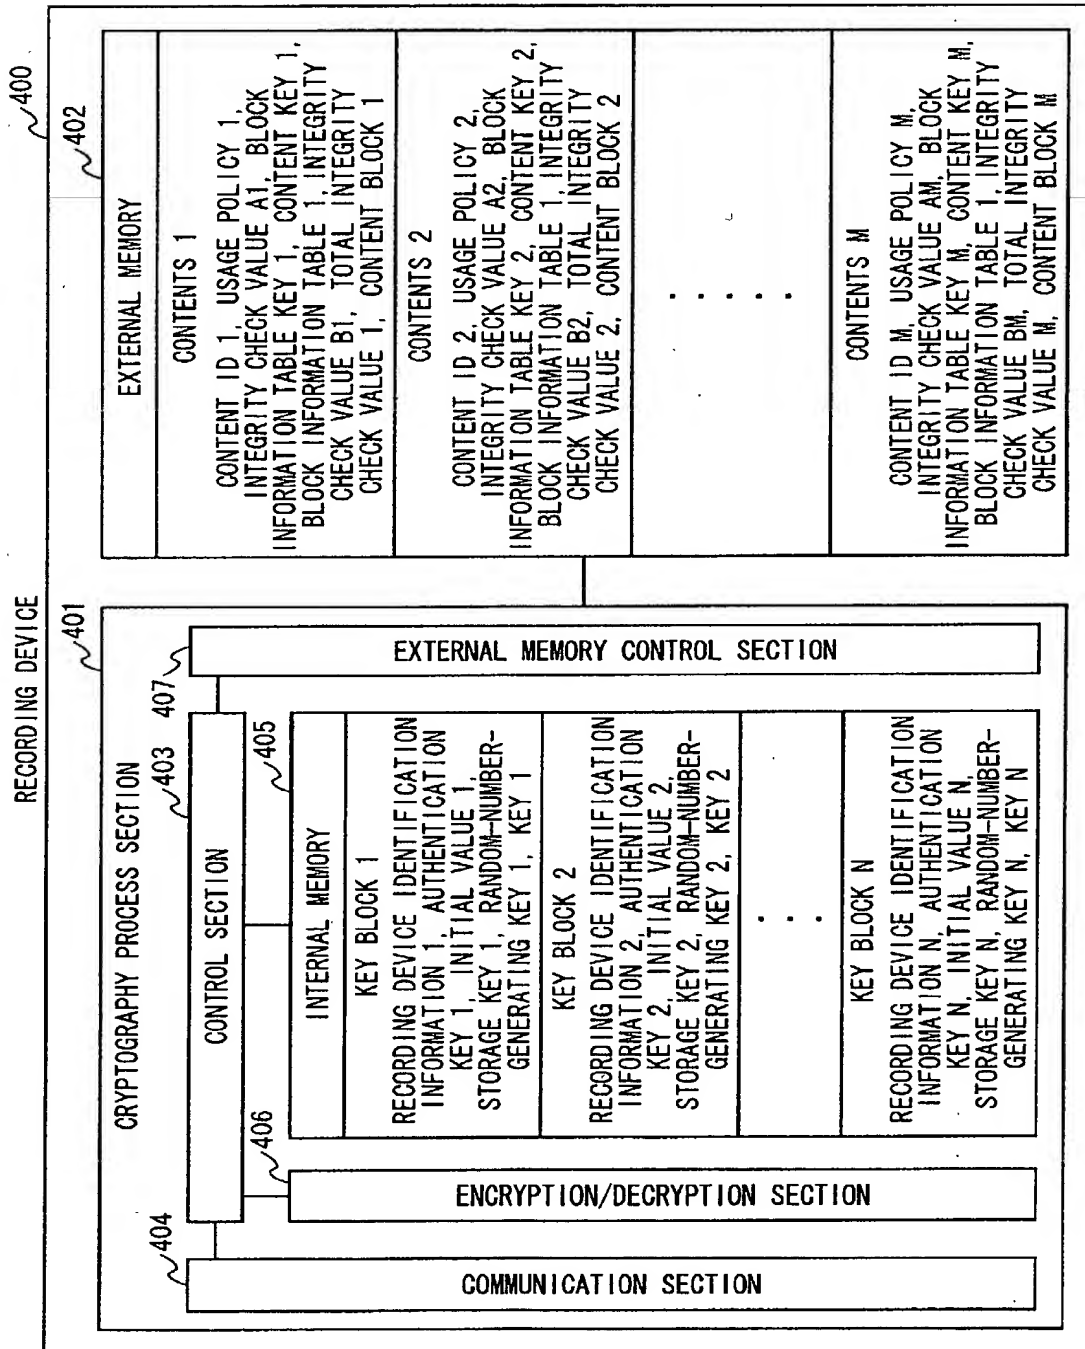 RECORDING DEVICE
400
CRYPTOGRAPHY PROCESS SECTION
401
403
CONTROL SECTION
404
COMMUNICATION SECTION
406
ENCRYPTION/DECRYPTION SECTION
405
INTERNAL MEMORY
KEY BLOCK 1
RECORDING DEVICE IDENTIFICATION
INFORMATION 1, AUTHENTICATION
KEY 1, INITIAL VALUE 1,
STORAGE KEY 1, RANDOM-NUMBER-
GENERATING KEY 1, KEY 1
KEY BLOCK 2
RECORDING DEVICE IDENTIFICATION
INFORMATION 2, AUTHENTICATION
KEY 2, INITIAL VALUE 2,
STORAGE KEY 2, RANDOM-NUMBER-
GENERATING KEY 2, KEY 2
. . .
KEY BLOCK N
RECORDING DEVICE IDENTIFICATION
INFORMATION N, AUTHENTICATION
KEY N, INITIAL VALUE N,
STORAGE KEY N, RANDOM-NUMBER-
GENERATING KEY N, KEY N
407
EXTERNAL MEMORY CONTROL SECTION
402
EXTERNAL MEMORY
CONTENTS 1
CONTENT ID 1, USAGE POLICY 1,
INTEGRITY CHECK VALUE A1, BLOCK
INFORMATION TABLE KEY 1, CONTENT KEY 1,
BLOCK INFORMATION TABLE 1, INTEGRITY
CHECK VALUE B1, TOTAL INTEGRITY
CHECK VALUE 1, CONTENT BLOCK 1
CONTENTS 2
CONTENT ID 2, USAGE POLICY 2,
INTEGRITY CHECK VALUE A2, BLOCK
INFORMATION TABLE KEY 2, CONTENT KEY 2,
BLOCK INFORMATION TABLE 1, INTEGRITY
CHECK VALUE B2, TOTAL INTEGRITY
CHECK VALUE 2, CONTENT BLOCK 2
. . . . .
CONTENTS M
CONTENT ID M, USAGE POLICY M,
INTEGRITY CHECK VALUE AM, BLOCK
INFORMATION TABLE KEY M, CONTENT KEY M,
BLOCK INFORMATION TABLE 1, INTEGRITY
CHECK VALUE BM, TOTAL INTEGRITY
CHECK VALUE M, CONTENT BLOCK M